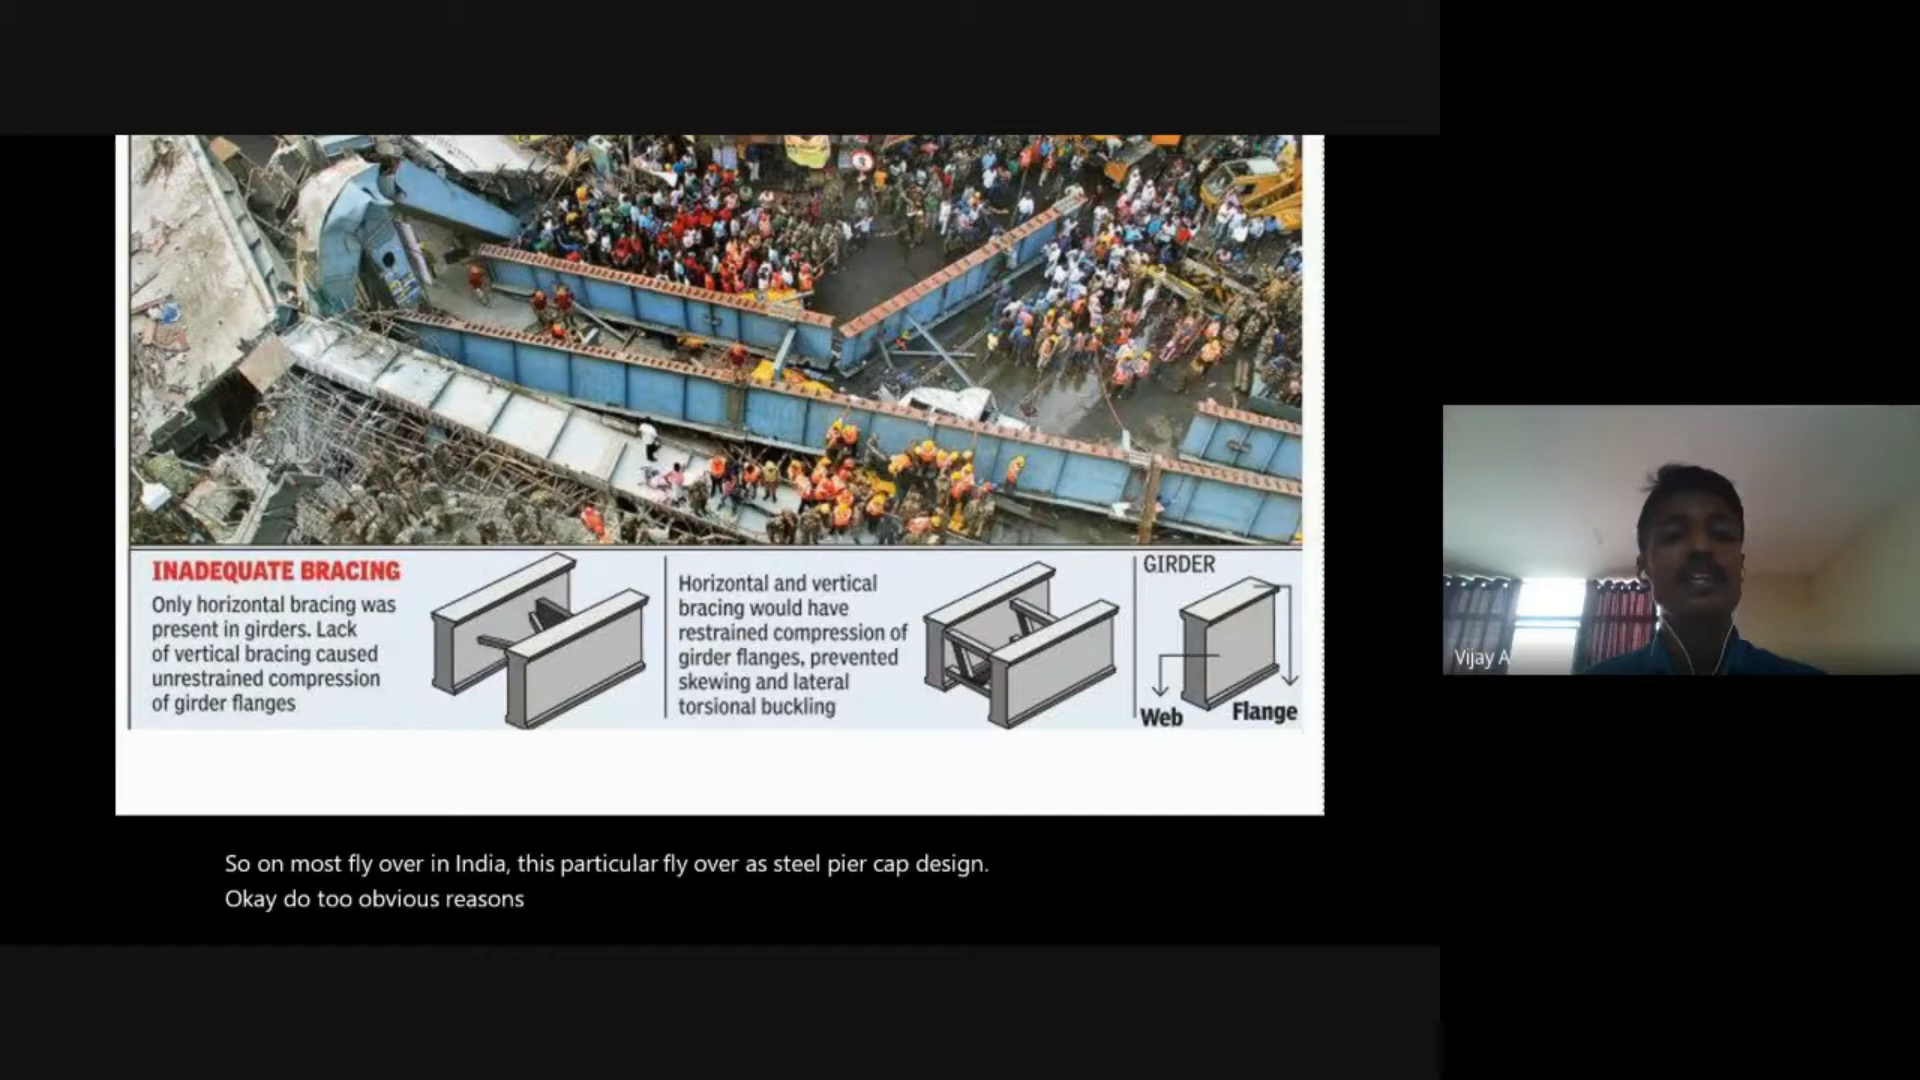 INADEQUATE BRACING
Only horizontal bracing was
present in girders. Lack
of vertical bracing caused
unrestrained compression
of girder flanges
Horizontal and vertical
bracing would have
restrained compression of
girder flanges, prevented
skewing and lateral
torsional buckling
GIRDER
Web
Flange
Vijay A
So on most fly over in India, this particular fly over as steel pier cap design.
Okay do too obvious reasons